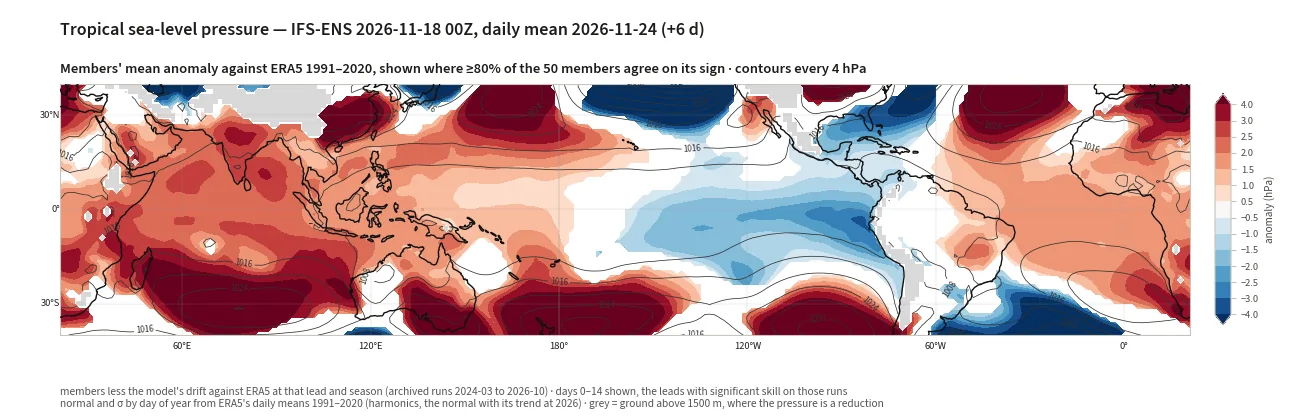 Tropical sea-level pressure — IFS-ENS 2026-11-18 00Z, daily mean 2026-11-24 (+6 d)
Members' mean anomaly against ERA5 1991–2020, shown where ≥80% of the 50 members agree on its sign · contours every 4 hPa
30°N
0°
30°S
60°E
120°E
180°
120°W
60°W
0°
1016
1016
1016
1016
1016
1016
1016
1016
1024
1024
1008
1008
4.0
3.0
2.5
2.0
1.5
1.0
0.5
−0.5
−1.0
−1.5
−2.0
−2.5
−3.0
−4.0
anomaly (hPa)
members less the model's drift against ERA5 at that lead and season (archived runs 2024-03 to 2026-10) · days 0–14 shown, the leads with significant skill on those runs
normal and σ by day of year from ERA5's daily means 1991–2020 (harmonics, the normal with its trend at 2026) · grey = ground above 1500 m, where the pressure is a reduction